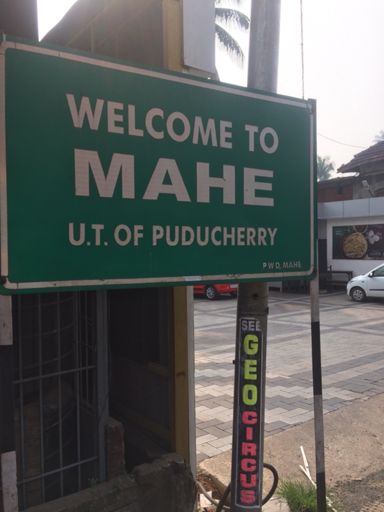 WELCOME TO
MAHE
U.T. OF PUDUCHERRY
P W D, MAHE
SEE
GEO
CIRCUS